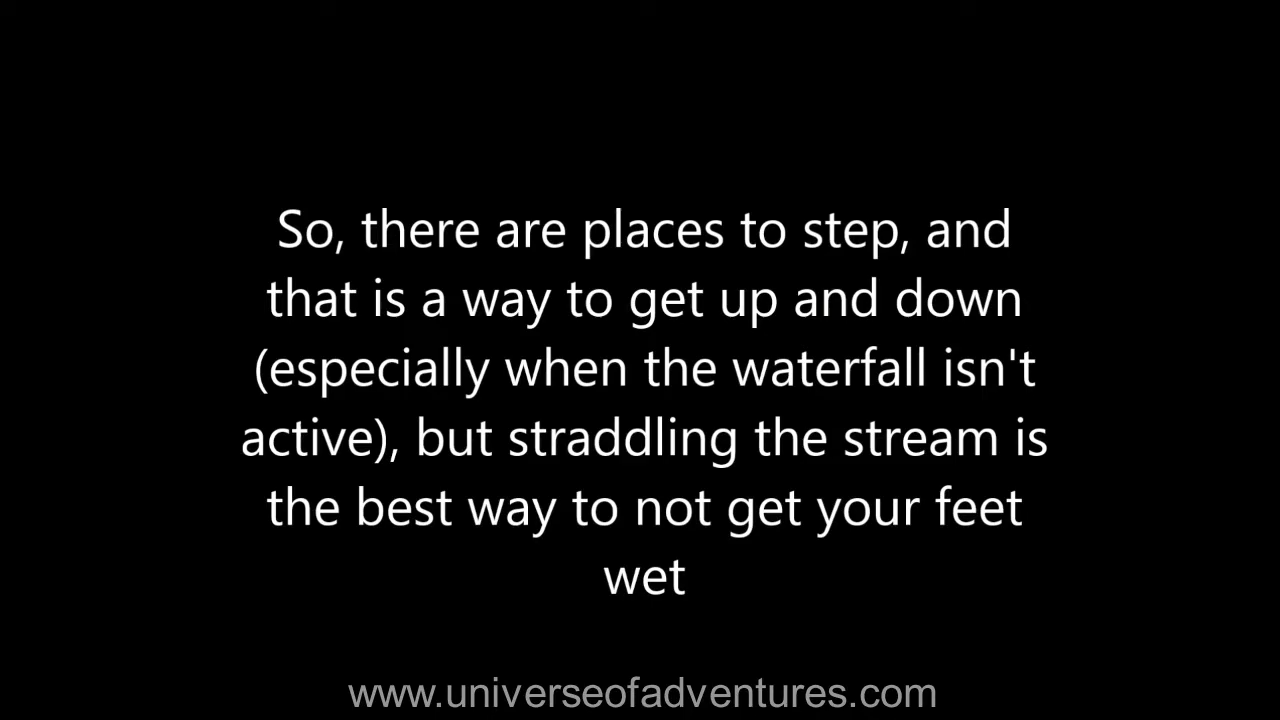 So, there are places to step, and
that is a way to get up and down
(especially when the waterfall isn't
active), but straddling the stream is
the best way to not get your feet
wet
www.universeofadventures.com